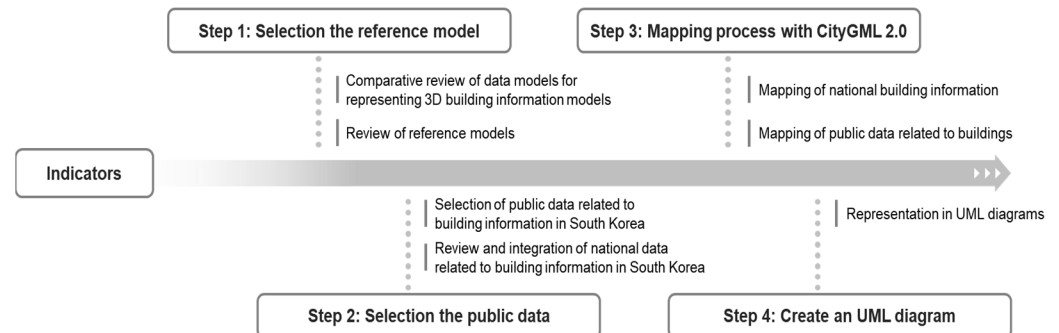 Step 1: Selection the reference model
Step 3: Mapping process with CityGML 2.0
Comparative review of data models for
representing 3D building information models
Review of reference models
Mapping of national building information
Mapping of public data related to buildings
Indicators
Selection of public data related to
building information in South Korea
Review and integration of national data
related to building information in South Korea
Representation in UML diagrams
Step 2: Selection the public data
Step 4: Create an UML diagram